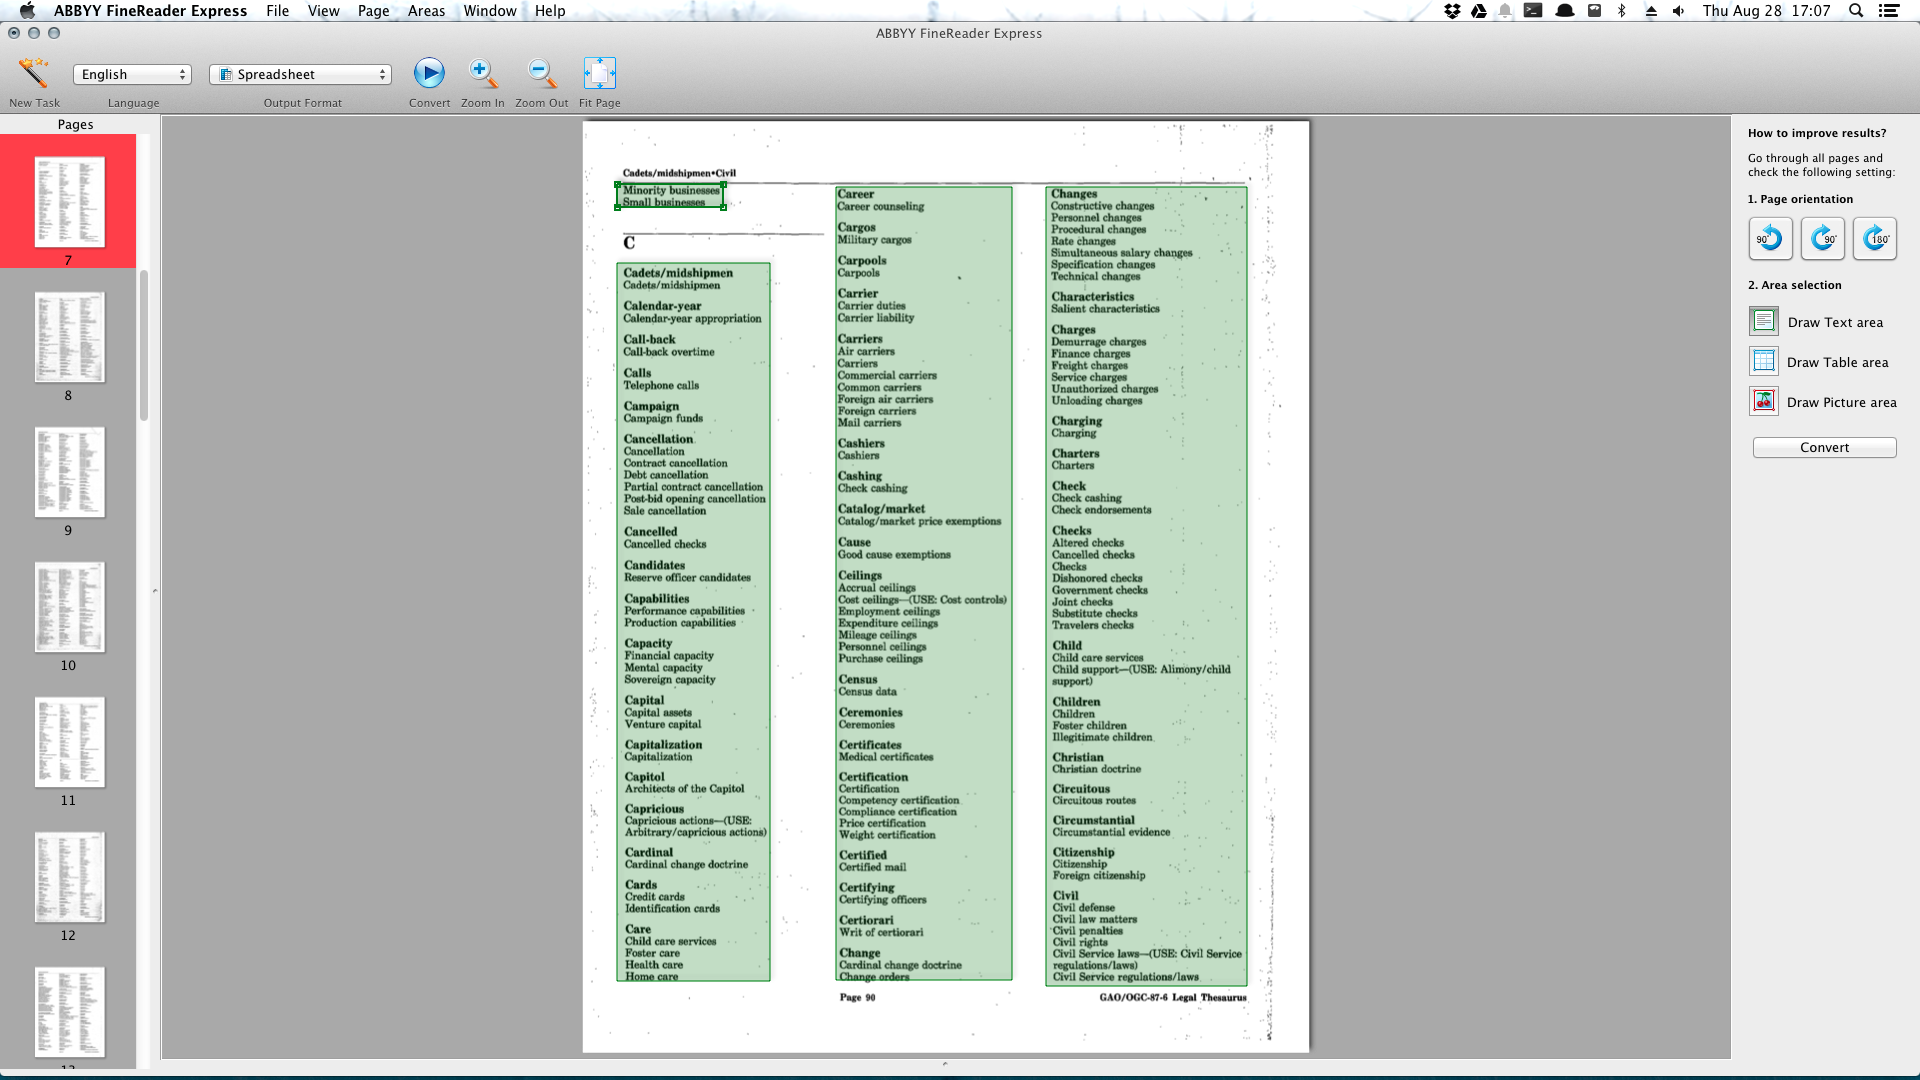 ABBYY FineReader Express File View Page Areas Window Help
Thu Aug 28 17:07
ABBYY FineReader Express
English
Spreadsheet
New Task
Language
Output Format
Convert
Zoom In
Zoom Out
Fit Page
Pages
7
8
9
10
11
12
Cadets/midshipmen•Civil
Minority businesses
Small businesses
C
Cadets/midshipmen
Cadets/midshipmen
Calendar-year
Calendar-year appropriation
Call-back
Call-back overtime
Calls
Telephone calls
Campaign
Campaign funds
Cancellation
Cancellation
Contract cancellation
Debt cancellation
Partial contract cancellation
Post-bid opening cancellation
Sale cancellation
Cancelled
Cancelled checks
Candidates
Reserve officer candidates
Capabilities
Performance capabilities
Production capabilities
Capacity
Financial capacity
Mental capacity
Sovereign capacity
Capital
Capital assets
Venture capital
Capitalization
Capitalization
Capitol
Architects of the Capitol
Capricious
Capricious actions—(USE:
Arbitrary/capricious actions)
Cardinal
Cardinal change doctrine
Cards
Credit cards
Identification cards
Care
Child care services
Foster care
Health care
Home care
Career
Career counseling
Cargos
Military cargos
Carpools
Carpools
Carrier
Carrier duties
Carrier liability
Carriers
Air carriers
Carriers
Commercial carriers
Common carriers
Foreign air carriers
Foreign carriers
Mail carriers
Cashiers
Cashiers
Cashing
Check cashing
Catalog/market
Catalog/market price exemptions
Cause
Good cause exemptions
Ceilings
Accrual ceilings
Cost ceilings—(USE: Cost controls)
Employment ceilings
Expenditure ceilings
Mileage ceilings
Personnel ceilings
Purchase ceilings
Census
Census data
Ceremonies
Ceremonies
Certificates
Medical certificates
Certification
Certification
Competency certification
Compliance certification
Price certification
Weight certification
Certified
Certified mail
Certifying
Certifying officers
Certiorari
Writ of certiorari
Change
Cardinal change doctrine
Change orders
Changes
Constructive changes
Personnel changes
Procedural changes
Rate changes
Simultaneous salary changes
Specification changes
Technical changes
Characteristics
Salient characteristics
Charges
Demurrage charges
Finance charges
Freight charges
Service charges
Unauthorized charges
Unloading charges
Charging
Charging
Charters
Charters
Check
Check cashing
Check endorsements
Checks
Altered checks
Cancelled checks
Checks
Dishonored checks
Government checks
Joint checks
Substitute checks
Travelers checks
Child
Child care services
Child support—(USE: Alimony/child
support)
Children
Children
Foster children
Illegitimate children
Christian
Christian doctrine
Circuitous
Circuitous routes
Circumstantial
Circumstantial evidence
Citizenship
Citizenship
Foreign citizenship
Civil
Civil defense
Civil law matters
Civil penalties
Civil rights
Civil Service laws—(USE: Civil Service
regulations/laws)
Civil Service regulations/laws
Page 90
GAO/OGC-87-6 Legal Thesaurus
How to improve results?
Go through all pages and
check the following setting:
1. Page orientation
90°
90°
180°
2. Area selection
Draw Text area
Draw Table area
Draw Picture area
Convert